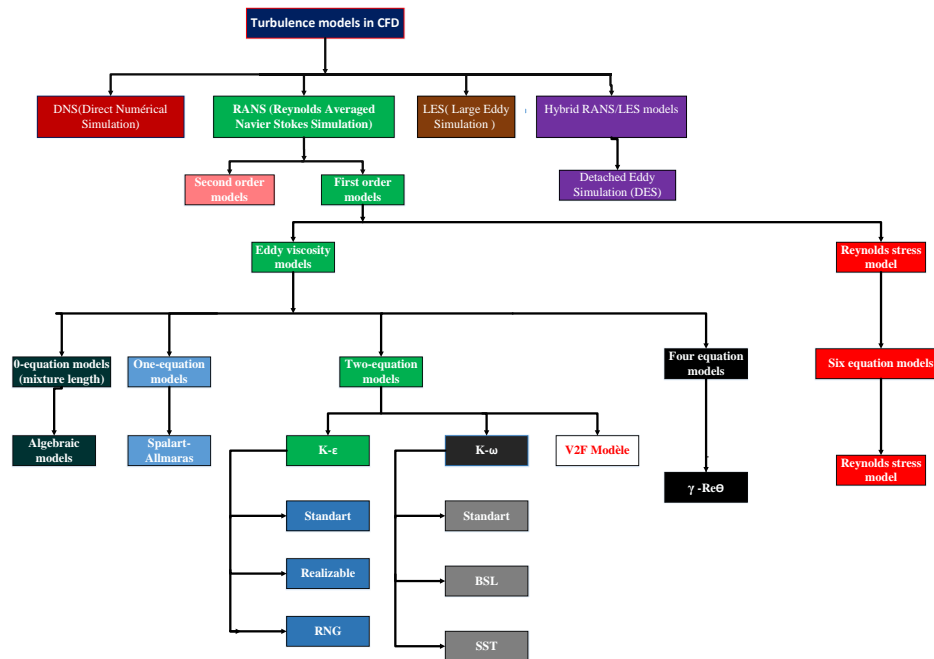 Turbulence models in CFD
DNS(Direct Numérical
Simulation)
RANS (Reynolds Averaged
Navier Stokes Simulation)
LES( Large Eddy
Simulation )
Hybrid RANS/LES models
Second order
models
First order
models
Detached Eddy
Simulation (DES)
Eddy viscosity
models
Reynolds stress
model
0-equation models
(mixture length)
One-equation
models
Two-equation
models
Four equation
models
Six equation models
Algebraic
models
Spalart-
Allmaras
K-ε
K-ω
V2F Modèle
Reynolds stress
model
γ -ReΘ
Standart
Standart
Realizable
BSL
RNG
SST